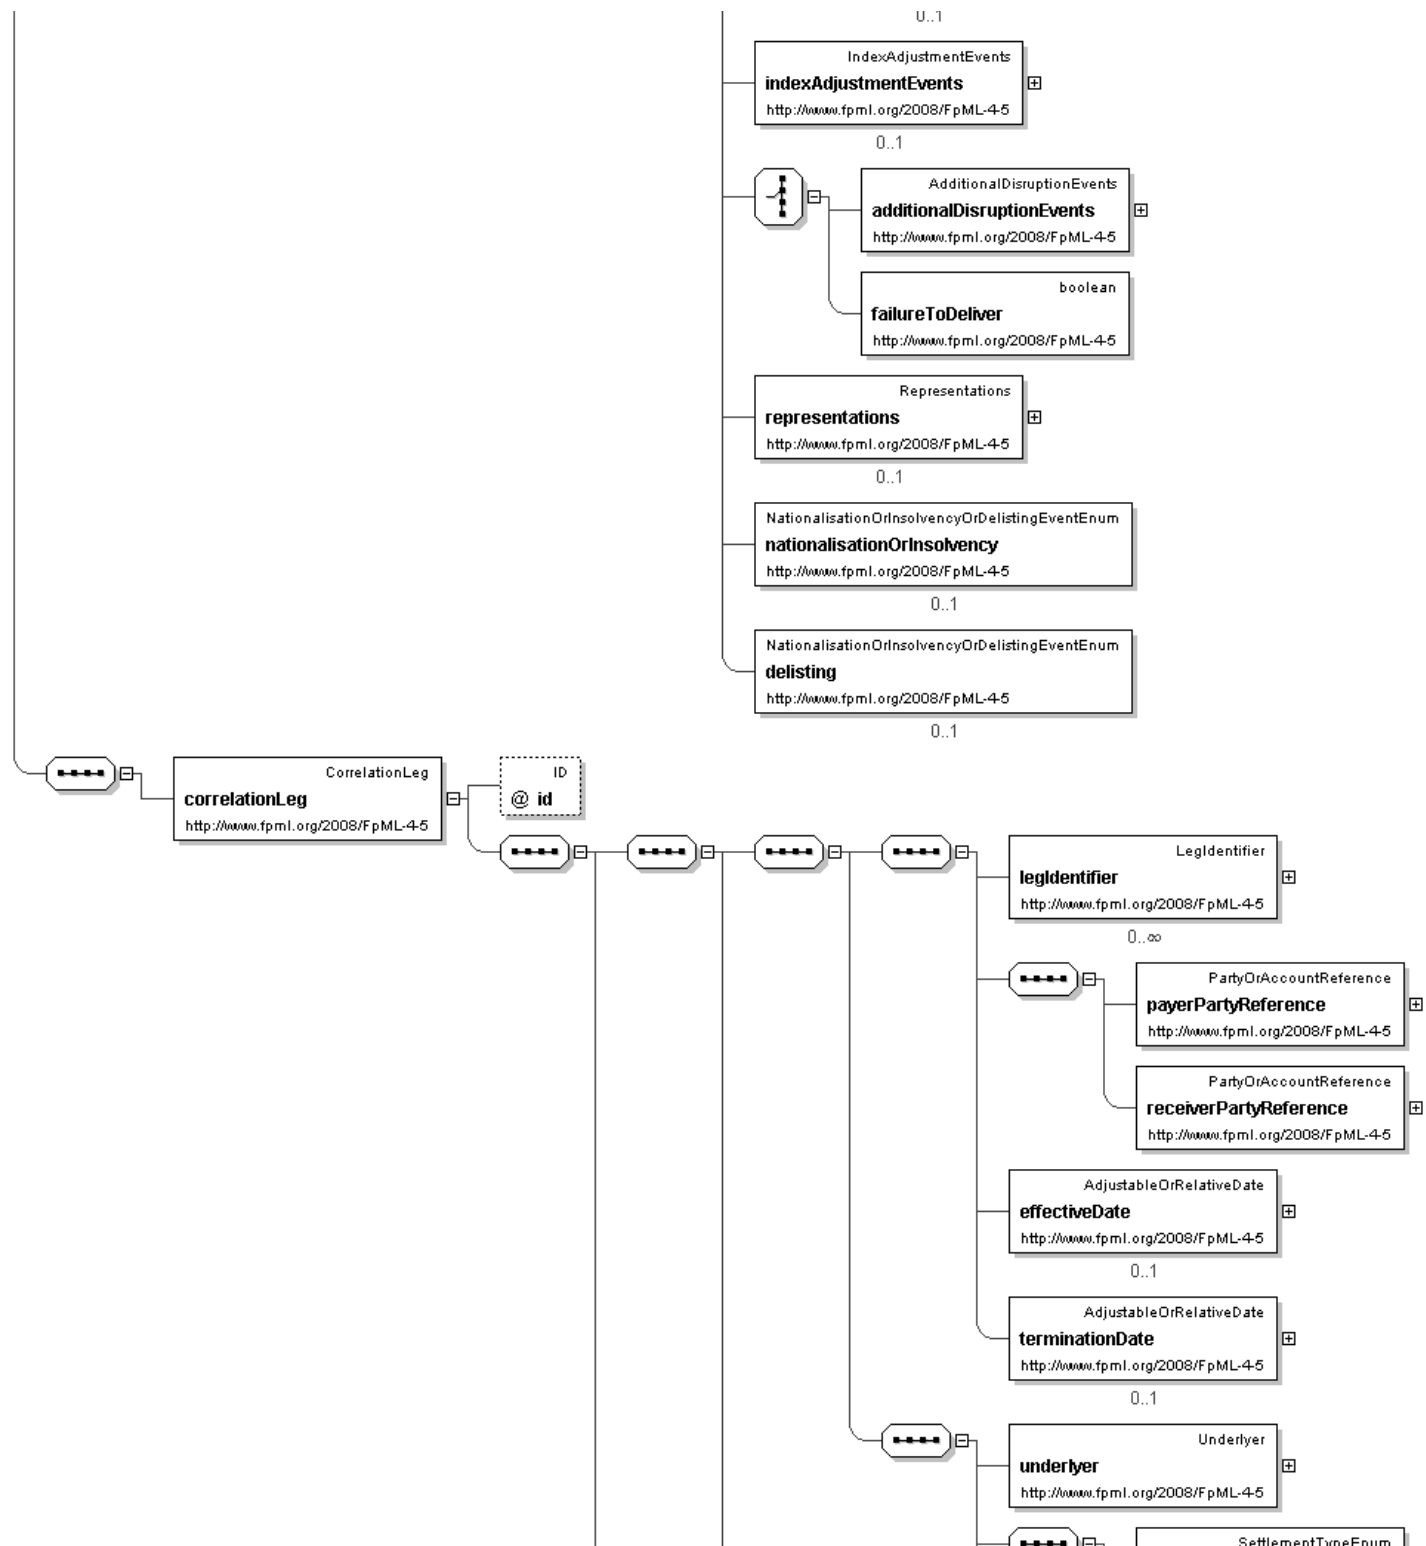 0..1
IndexAdjustmentEvents
indexAdjustmentEvents
http://www.fpml.org/2008/FpML-4-5
0..1
AdditionalDisruptionEvents
additionalDisruptionEvents
http://www.fpml.org/2008/FpML-4-5
boolean
failureToDeliver
http://www.fpml.org/2008/FpML-4-5
Representations
representations
http://www.fpml.org/2008/FpML-4-5
0..1
NationalisationOrInsolvencyOrDelistingEventEnum
nationalisationOrInsolvency
http://www.fpml.org/2008/FpML-4-5
0..1
NationalisationOrInsolvencyOrDelistingEventEnum
delisting
http://www.fpml.org/2008/FpML-4-5
0..1
CorrelationLeg
correlationLeg
http://www.fpml.org/2008/FpML-4-5
ID
@ id
LegIdentifier
legIdentifier
http://www.fpml.org/2008/FpML-4-5
0..∞
PartyOrAccountReference
payerPartyReference
http://www.fpml.org/2008/FpML-4-5
PartyOrAccountReference
receiverPartyReference
http://www.fpml.org/2008/FpML-4-5
AdjustableOrRelativeDate
effectiveDate
http://www.fpml.org/2008/FpML-4-5
0..1
AdjustableOrRelativeDate
terminationDate
http://www.fpml.org/2008/FpML-4-5
0..1
Underlyer
underlyer
http://www.fpml.org/2008/FpML-4-5
SettlementTypeEnum